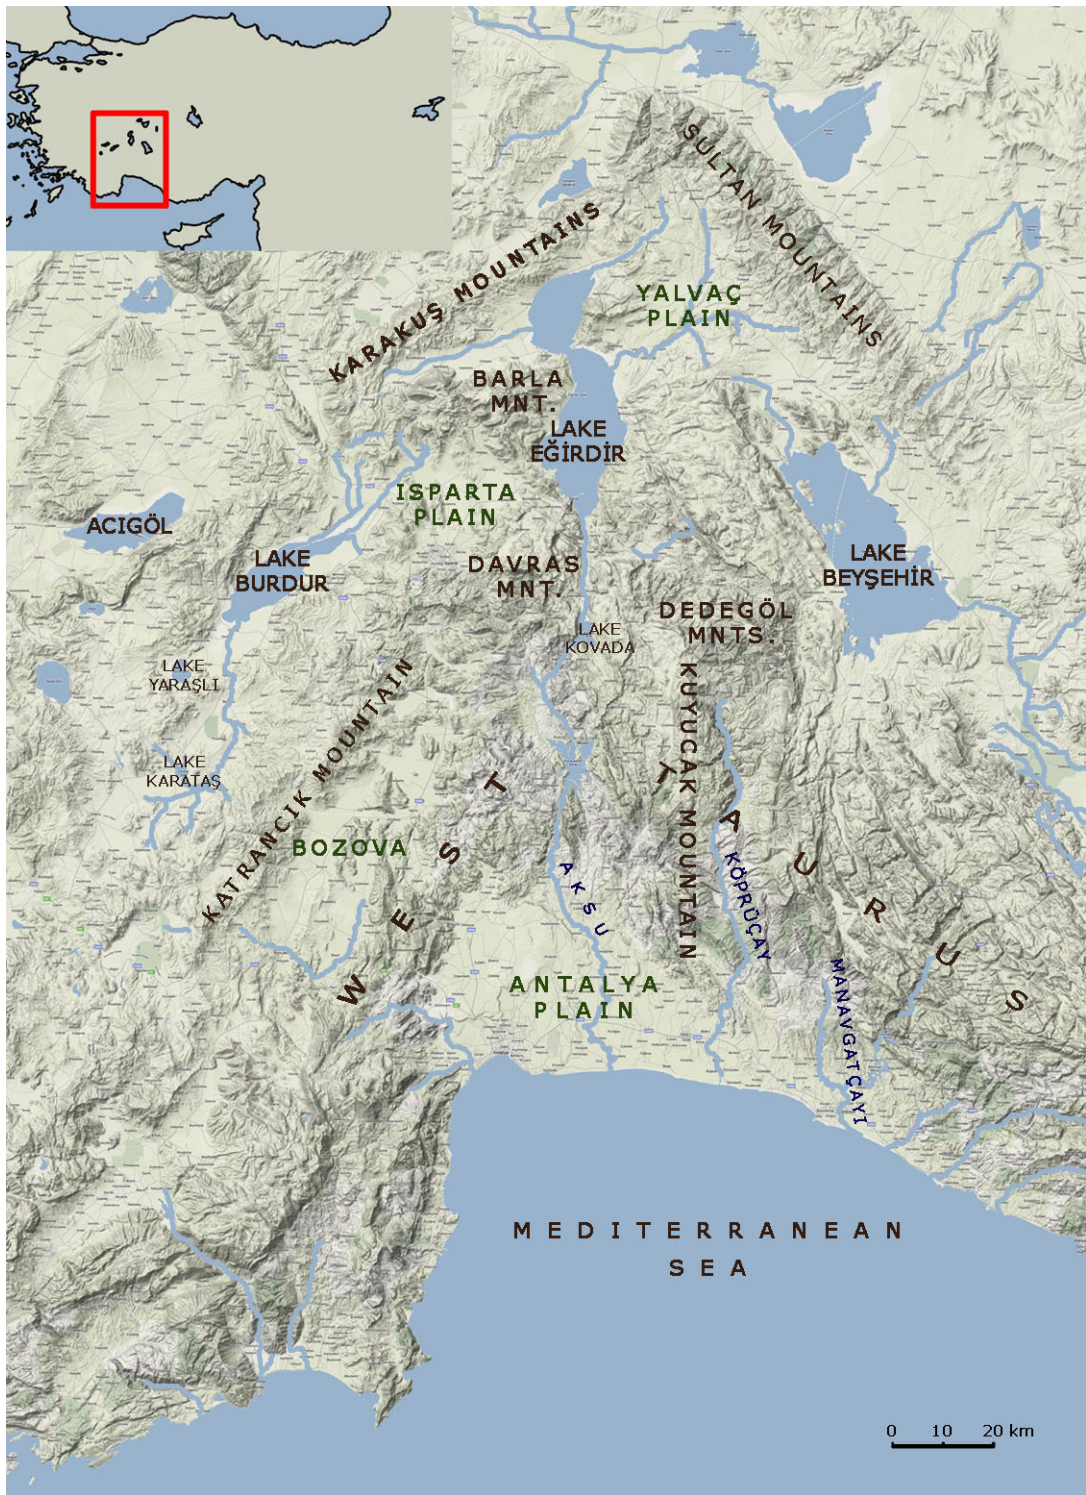 SULTAN MOUNTAINS
KARAKUŞ MOUNTAINS
YALVAÇ
PLAIN
BARLA
MNT.
LAKE
EĞİRDİR
ISPARTA
PLAIN
ACIGÖL
LAKE
BURDUR
DAVRAS
MNT.
LAKE
BEYŞEHİR
DEDEGÖL
MNTS.
LAKE
KOVADA
LAKE
YARAŞLI
KATRANCIK MOUNTAIN
KUYUCAK MOUNTAIN
LAKE
KARATAŞ
BOZOVA
WEST TAURUS
AKSU
KÖPRÜÇAY
MANAVGATÇAYI
ANTALYA
PLAIN
MEDITERRANEAN
SEA
0 10 20 km